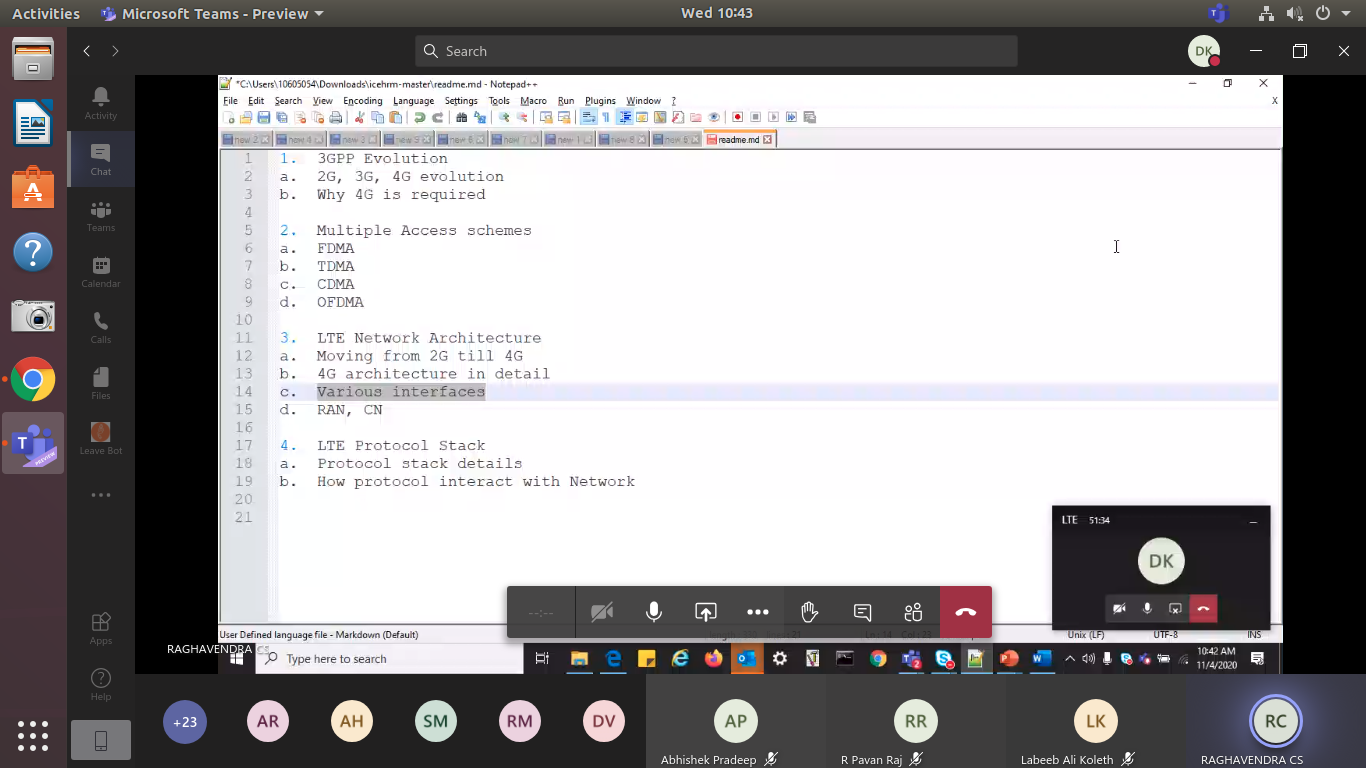 Activities
Microsoft Teams - Preview
Wed 10:43
Search
DK
Activity
Chat
Teams
Calendar
Calls
Files
Leave Bot
Apps
Help
*C:\Users\10605054\Downloads\icehrm-master\readme.md - Notepad++
File Edit Search View Encoding Language Settings Tools Macro Run Plugins Window ?
X
new 2 new 4 new 3 new 5 new 6 new 7 new 1 new 8 readme.md
1 1. 3GPP Evolution
2 a. 2G, 3G, 4G evolution
3 b. Why 4G is required
4
5 2. Multiple Access schemes
6 a. FDMA
7 b. TDMA
8 c. CDMA
9 d. OFDMA
10
11 3. LTE Network Architecture
12 a. Moving from 2G till 4G
13 b. 4G architecture in detail
14 c. Various interfaces
15 d. RAN, CN
16
17 4. LTE Protocol Stack
18 a. Protocol stack details
19 b. How protocol interact with Network
20
21
LTE 51:34
DK
--:--
User Defined language file - Markdown (Default)
Unix (LF) UTF-8 INS
RAGHAVENDRA CS
Type here to search
10:42 AM
11/4/2020
PREVIEW
+23
AR
AH
SM
RM
DV
AP
Abhishek Pradeep
RR
R Pavan Raj
LK
Labeeb Ali Koleth
RC
RAGHAVENDRA CS